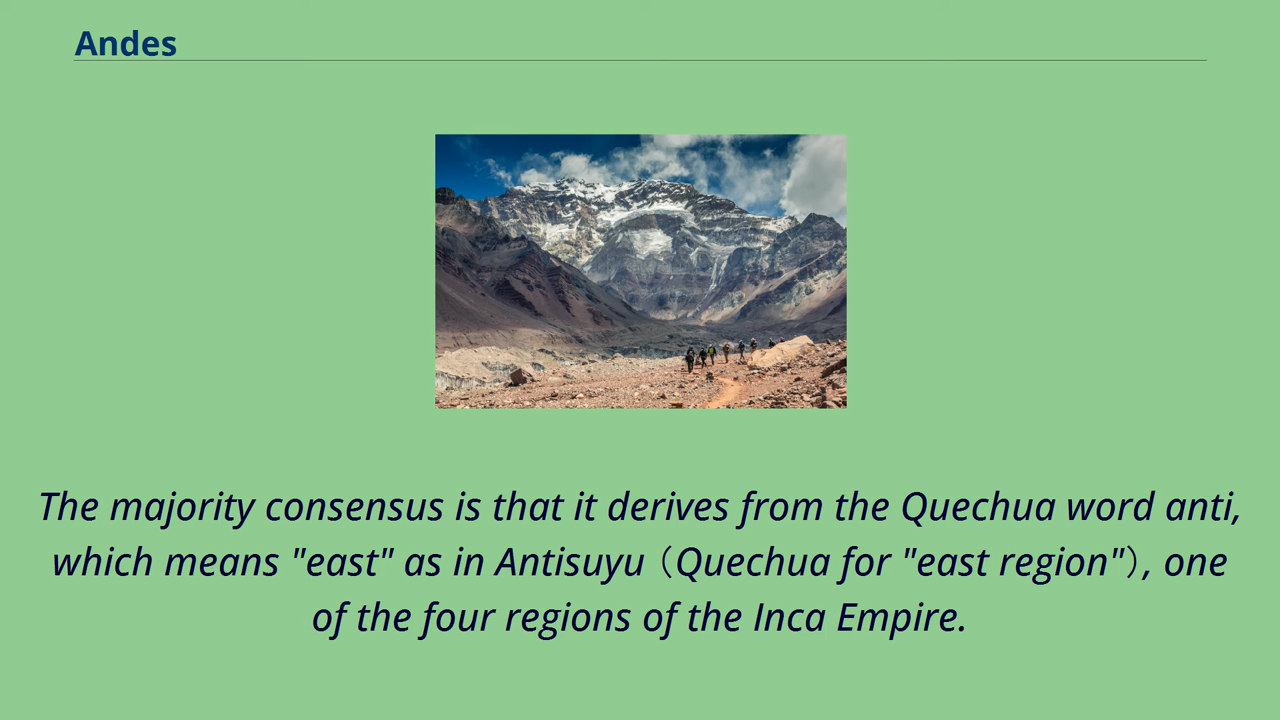 Andes
The majority consensus is that it derives from the Quechua word anti,
which means "east" as in Antisuyu（Quechua for "east region"）, one
of the four regions of the Inca Empire.